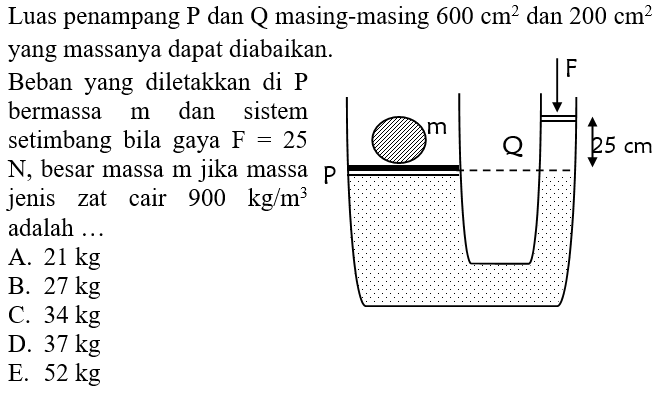 Luas penampang P dan Q masing-masing 600 cm² dan 200 cm²
yang massanya dapat diabaikan.
Beban yang diletakkan di P
bermassa m dan sistem
setimbang bila gaya F = 25
N, besar massa m jika massa
jenis zat cair 900 kg/m³
adalah …
A. 21 kg
B. 27 kg
C. 34 kg
D. 37 kg
E. 52 kg
F
m
Q
25 cm
P